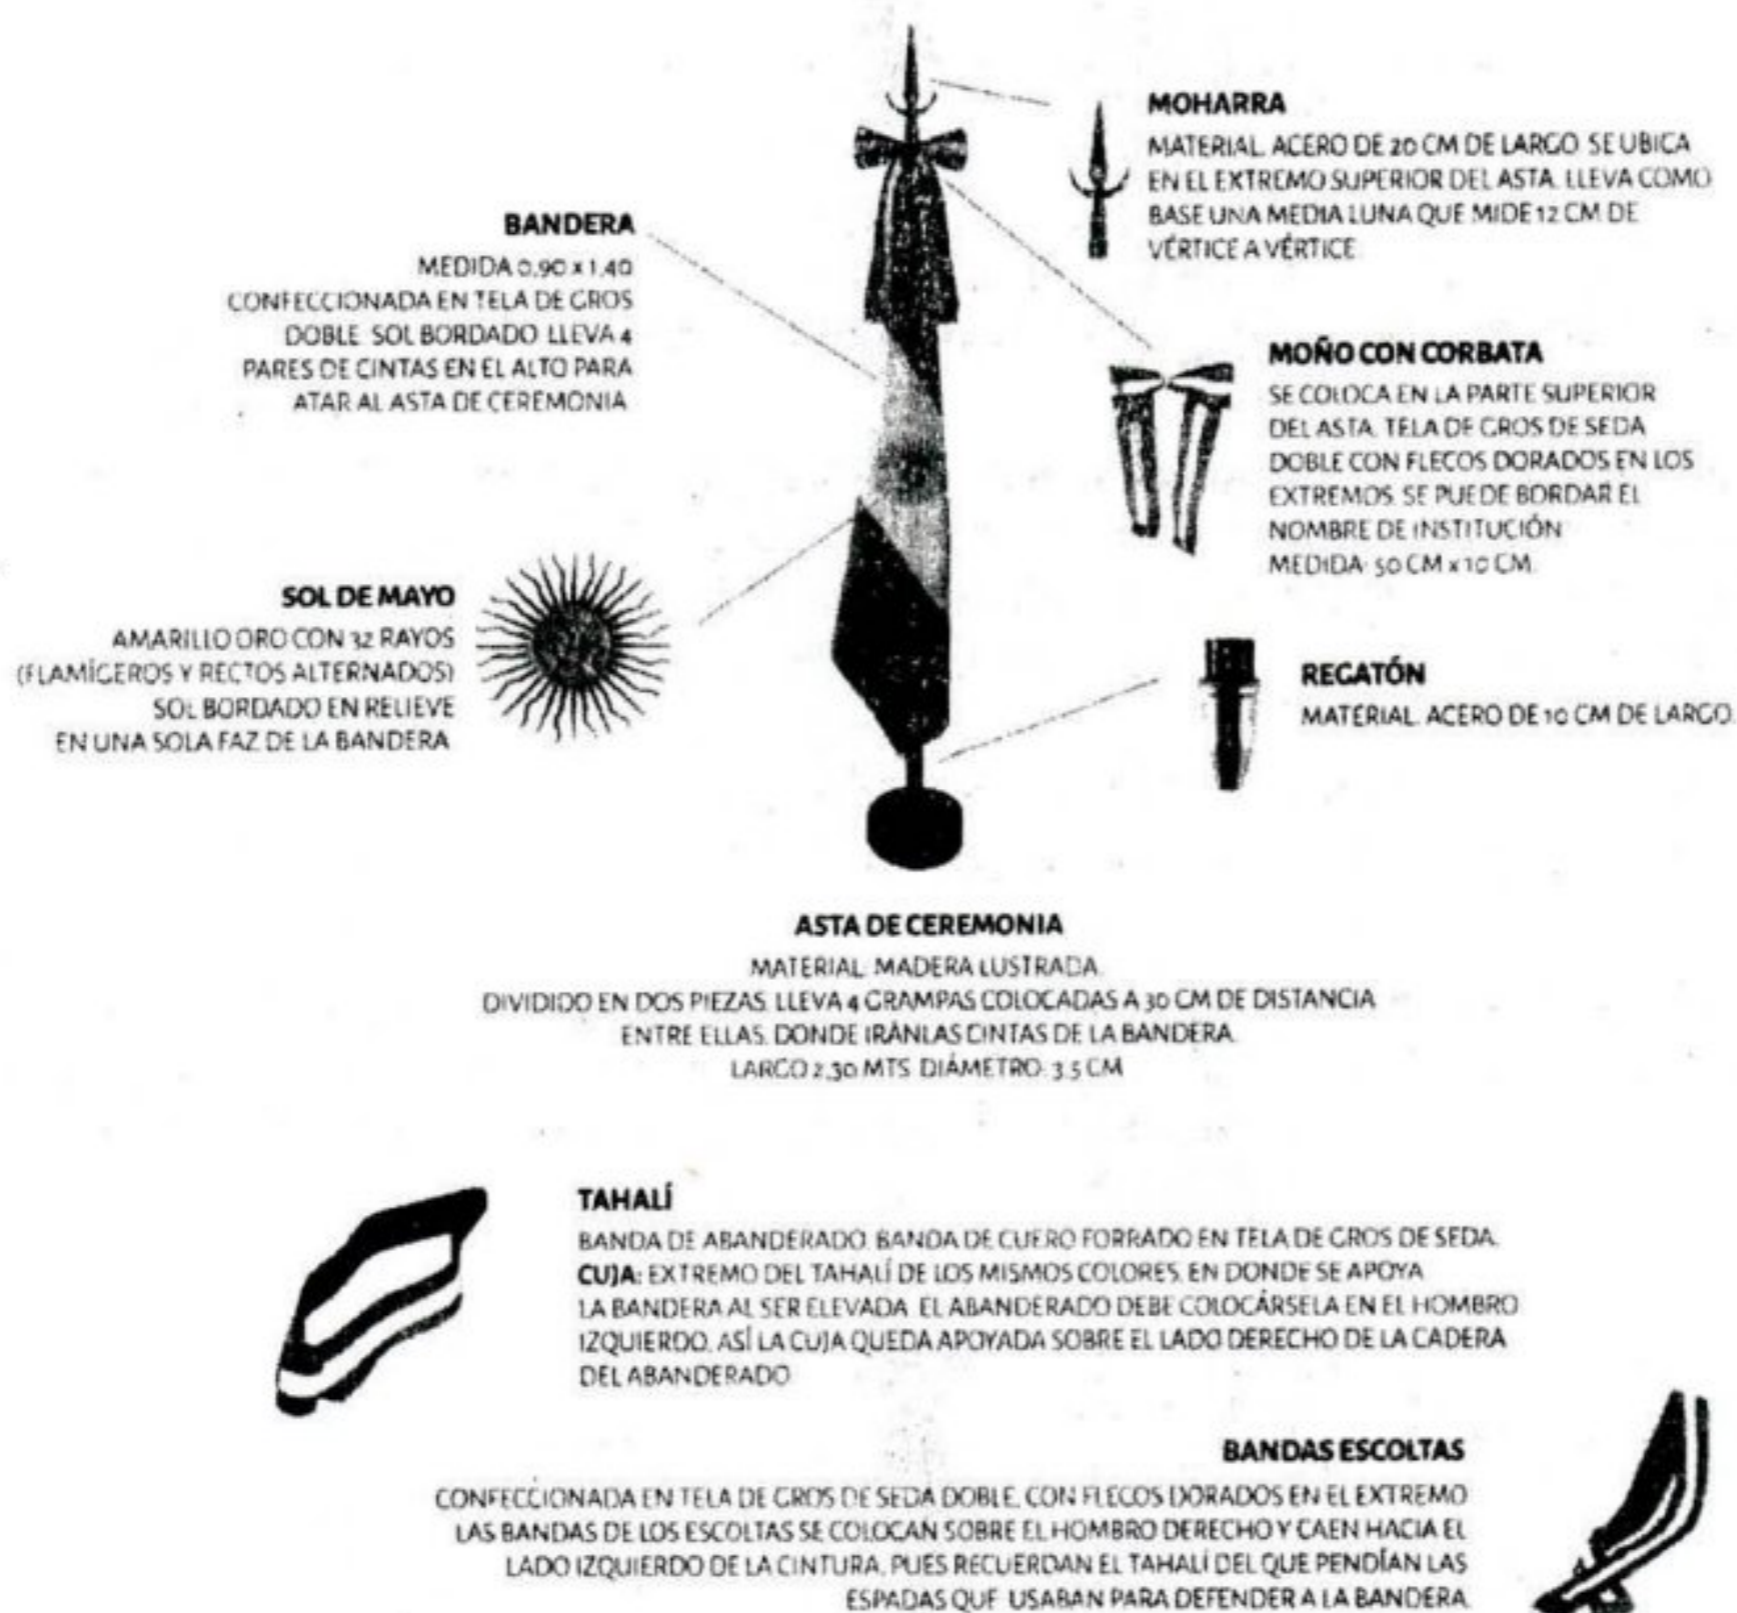 MOHARRA
MATERIAL. ACERO DE 20 CM DE LARGO. SE UBICA
EN EL EXTREMO SUPERIOR DEL ASTA. LLEVA COMO
BASE UNA MEDIA LUNA QUE MIDE 12 CM DE
VÉRTICE A VÉRTICE.
BANDERA
MEDIDA 0,90 x 1,40
CONFECCIONADA EN TELA DE GROS
DOBLE. SOL BORDADO. LLEVA 4
PARES DE CINTAS EN EL ALTO PARA
ATAR AL ASTA DE CEREMONIA
MOÑO CON CORBATA
SE COLOCA EN LA PARTE SUPERIOR
DEL ASTA. TELA DE GROS DE SEDA
DOBLE CON FLECOS DORADOS EN LOS
EXTREMOS. SE PUEDE BORDAR EL
NOMBRE DE INSTITUCIÓN
MEDIDA: 50 CM x 10 CM.
SOL DE MAYO
AMARILLO ORO CON 32 RAYOS
(FLAMÍGEROS Y RECTOS ALTERNADOS)
SOL BORDADO EN RELIEVE
EN UNA SOLA FAZ DE LA BANDERA
REGATÓN
MATERIAL. ACERO DE 10 CM DE LARGO.
ASTA DE CEREMONIA
MATERIAL: MADERA LUSTRADA.
DIVIDIDO EN DOS PIEZAS. LLEVA 4 GRAMPAS COLOCADAS A 30 CM DE DISTANCIA
ENTRE ELLAS. DONDE IRÁNLAS CINTAS DE LA BANDERA.
LARGO 2,30 MTS. DIÁMETRO: 3.5 CM
TAHALÍ
BANDA DE ABANDERADO. BANDA DE CUERO FORRADO EN TELA DE GROS DE SEDA.
CUJA: EXTREMO DEL TAHALÍ DE LOS MISMOS COLORES. EN DONDE SE APOYA
LA BANDERA AL SER ELEVADA. EL ABANDERADO DEBE COLOCÁRSELA EN EL HOMBRO
IZQUIERDO. ASÍ LA CUJA QUEDA APOYADA SOBRE EL LADO DERECHO DE LA CADERA
DEL ABANDERADO
BANDAS ESCOLTAS
CONFECCIONADA EN TELA DE GROS DE SEDA DOBLE, CON FLECOS DORADOS EN EL EXTREMO
LAS BANDAS DE LOS ESCOLTAS SE COLOCAN SOBRE EL HOMBRO DERECHO Y CAEN HACIA EL
LADO IZQUIERDO DE LA CINTURA, PUES RECUERDAN EL TAHALÍ DEL QUE PENDÍAN LAS
ESPADAS QUE USABAN PARA DEFENDER A LA BANDERA.